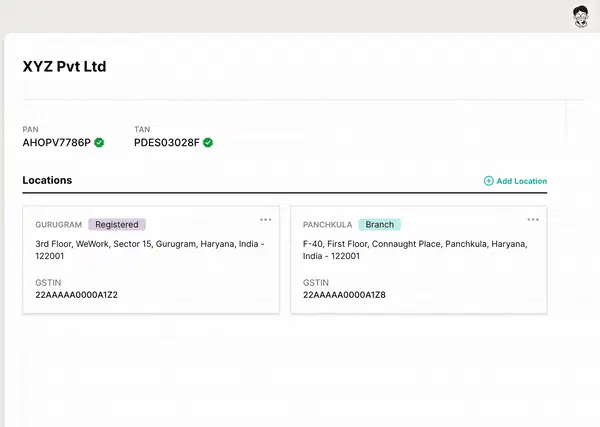 XYZ Pvt Ltd
PAN TAN
AHOPV7786P PDES03028F
Locations Add Location
GURUGRAM Registered
3rd Floor, WeWork, Sector 15, Gurugram, Haryana, India -
122001
GSTIN
22AAAAA0000A1Z2
PANCHKULA Branch
F-40, First Floor, Connaught Place, Panchkula, Haryana,
India - 122001
GSTIN
22AAAAA0000A1Z8